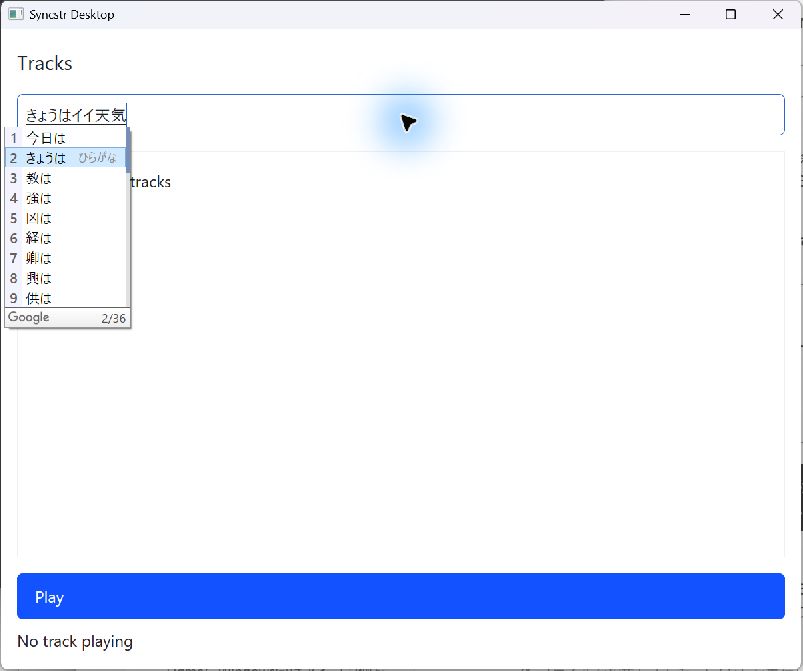 Syncstr Desktop
Tracks
きょうはイイ天気
1 今日は
2 きょうは ひらがな
3 教は
4 強は
5 凶は
6 経は
7 卿は
8 興は
9 供は
Google 2/36
tracks
Play
No track playing